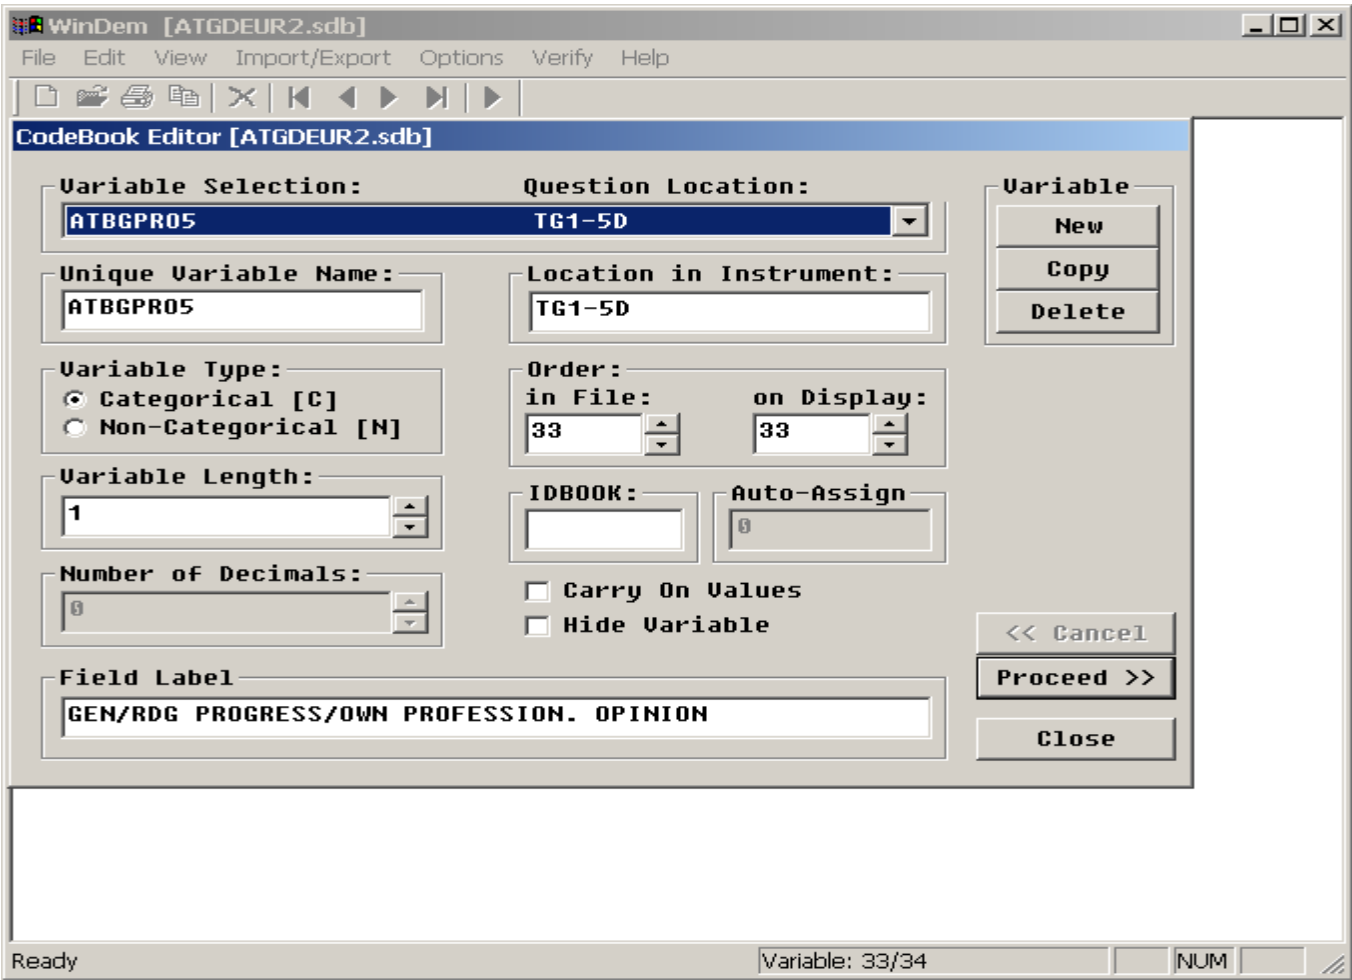 WinDem [ATGDEUR2.sdb]
File Edit View Import/Export Options Verify Help
CodeBook Editor [ATGDEUR2.sdb]
Variable Selection: Question Location:
ATBGPRO5 TG1-5D
Unique Variable Name:
ATBGPRO5
Location in Instrument:
TG1-5D
Variable
New
Copy
Delete
Variable Type:
Categorical [C]
Non-Categorical [N]
Order:
in File: on Display:
33 33
Variable Length:
1
IDBOOK:
Auto-Assign
0
Number of Decimals:
0
Carry On Values
Hide Variable
<< Cancel
Proceed >>
Close
Field Label
GEN/RDG PROGRESS/OWN PROFESSION. OPINION
Ready Variable: 33/34 NUM